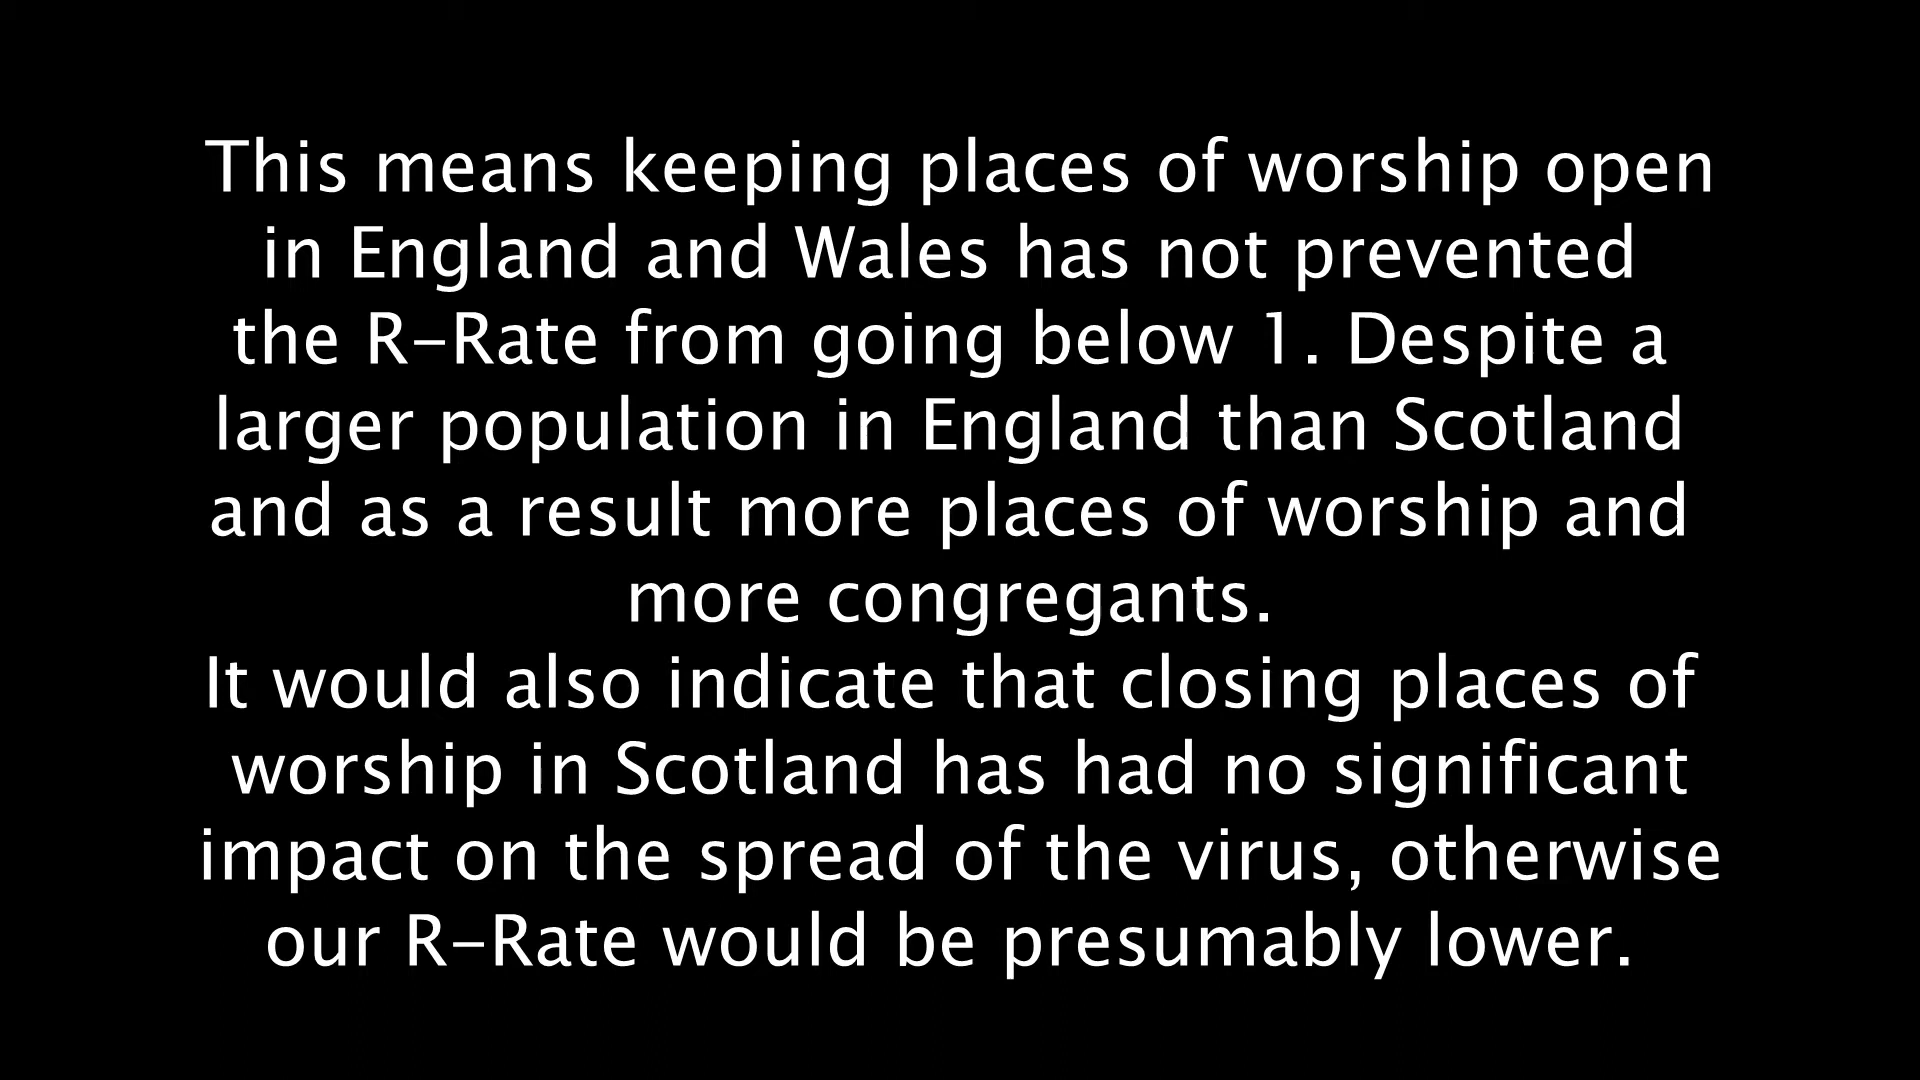 This means keeping places of worship open
in England and Wales has not prevented
the R-Rate from going below 1. Despite a
larger population in England than Scotland
and as a result more places of worship and
more congregants.
It would also indicate that closing places of
worship in Scotland has had no significant
impact on the spread of the virus, otherwise
our R-Rate would be presumably lower.